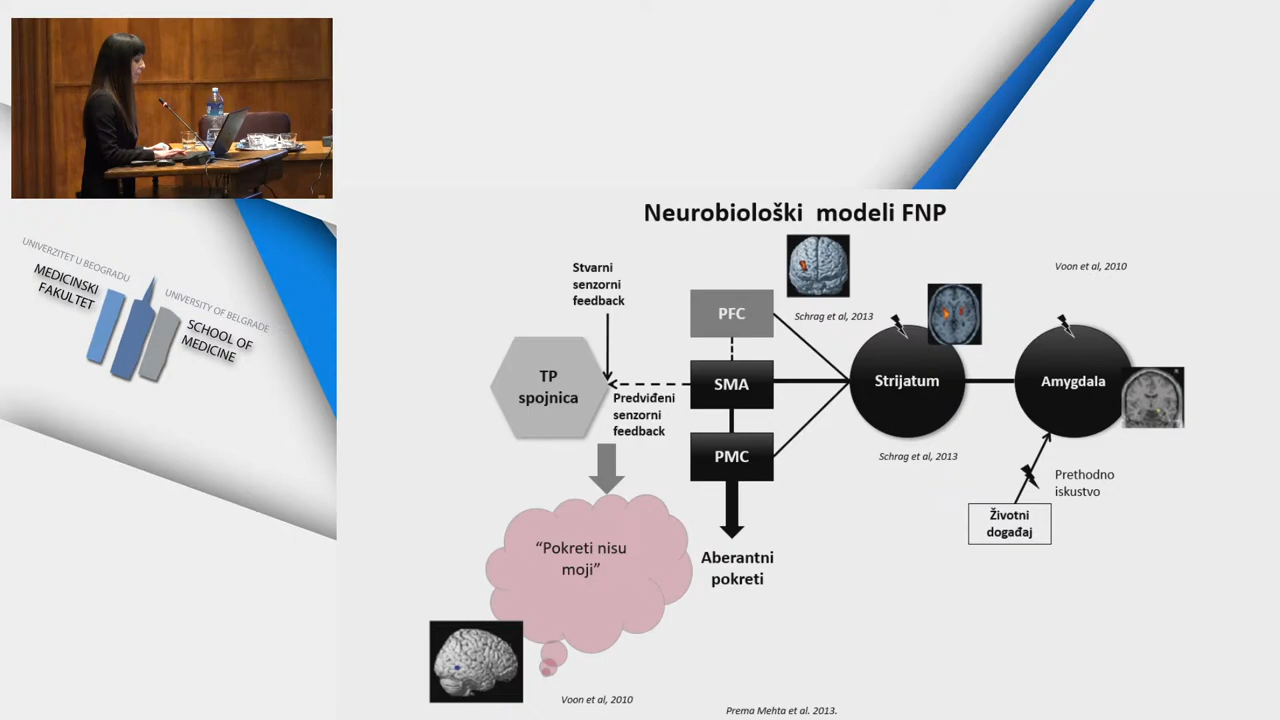 UNIVERZITET U BEOGRADU
MEDICINSKI
FAKULTET
UNIVERSITY OF BELGRADE
SCHOOL OF
MEDICINE
Neurobiološki modeli FNP
Stvarni
senzorni
feedback
PFC
Schrag et al, 2013
Voon et al, 2010
TP
spojnica
SMA
Strijatum
Amygdala
Predviđeni
senzorni
feedback
PMC
Schrag et al, 2013
Prethodno
iskustvo
Životni
događaj
“Pokreti nisu
moji”
Aberantni
pokreti
Voon et al, 2010
Prema Mehta et al. 2013.